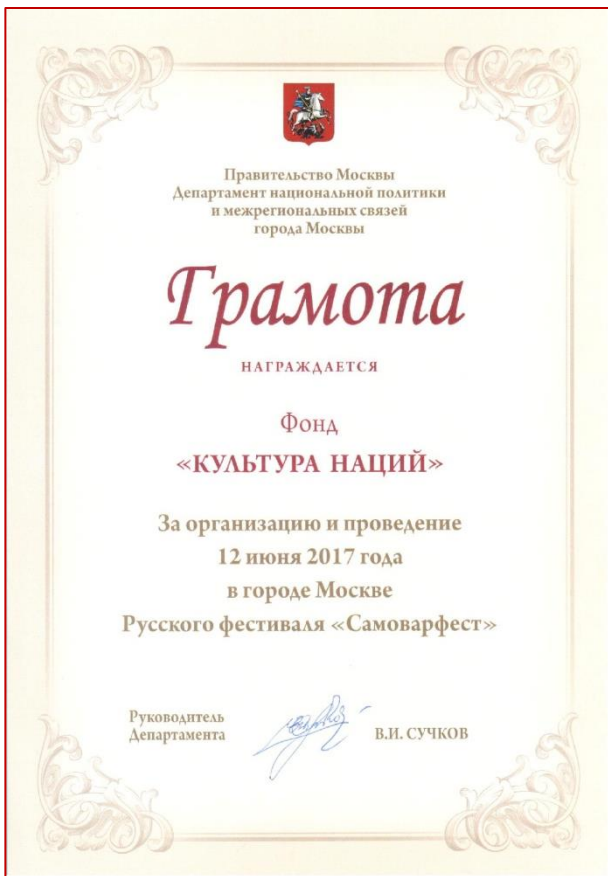 Правительство Москвы
Департамент национальной политики
и межрегиональных связей
города Москвы
Грамота
НАГРАЖДАЕТСЯ
Фонд
«КУЛЬТУРА НАЦИЙ»
За организацию и проведение
12 июня 2017 года
в городе Москве
Русского фестиваля «Самоварфест»
Руководитель
Департамента
В.И. СУЧКОВ